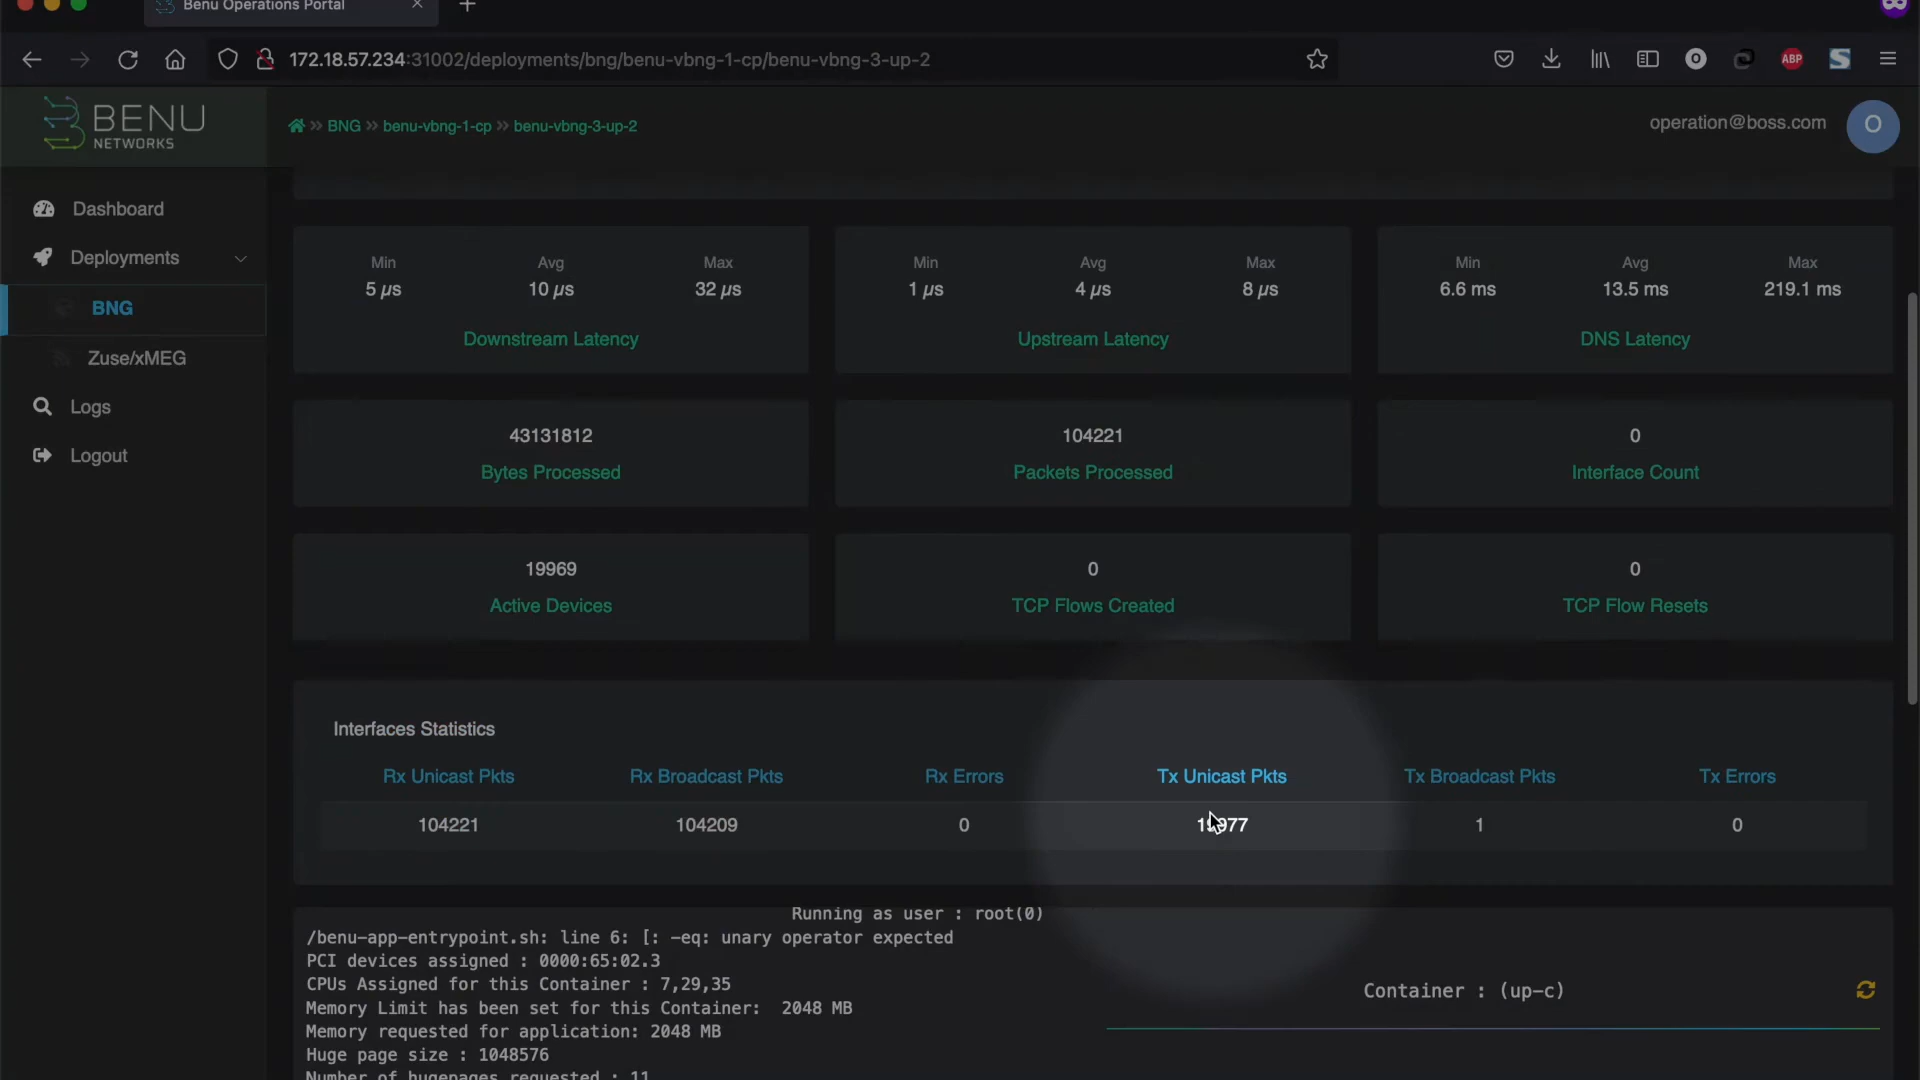 Benu Operations Portal
172.18.57.234:31002/deployments/bng/benu-vbng-1-cp/benu-vbng-3-up-2
O
ABP
S
BENU
NETWORKS
BNG » benu-vbng-1-cp » benu-vbng-3-up-2
operation@boss.com
O
Dashboard
Deployments
BNG
Zuse/xMEG
Logs
Logout
Min Avg Max
5 µs 10 µs 32 µs
Downstream Latency
Min Avg Max
1 µs 4 µs 8 µs
Upstream Latency
Min Avg Max
6.6 ms 13.5 ms 219.1 ms
DNS Latency
43131812
Bytes Processed
104221
Packets Processed
0
Interface Count
19969
Active Devices
0
TCP Flows Created
0
TCP Flow Resets
Interfaces Statistics
Rx Unicast Pkts Rx Broadcast Pkts Rx Errors Tx Unicast Pkts Tx Broadcast Pkts Tx Errors
104221 104209 0 1 0
Running as user : root(0)
/benu-app-entrypoint.sh: line 6: [: -eq: unary operator expected
PCI devices assigned : 0000:65:02.3
CPUs Assigned for this Container : 7,29,35
Memory Limit has been set for this Container: 2048 MB
Memory requested for application: 2048 MB
Huge page size : 1048576
Number of hugepages requested : 11
Container : (up-c)